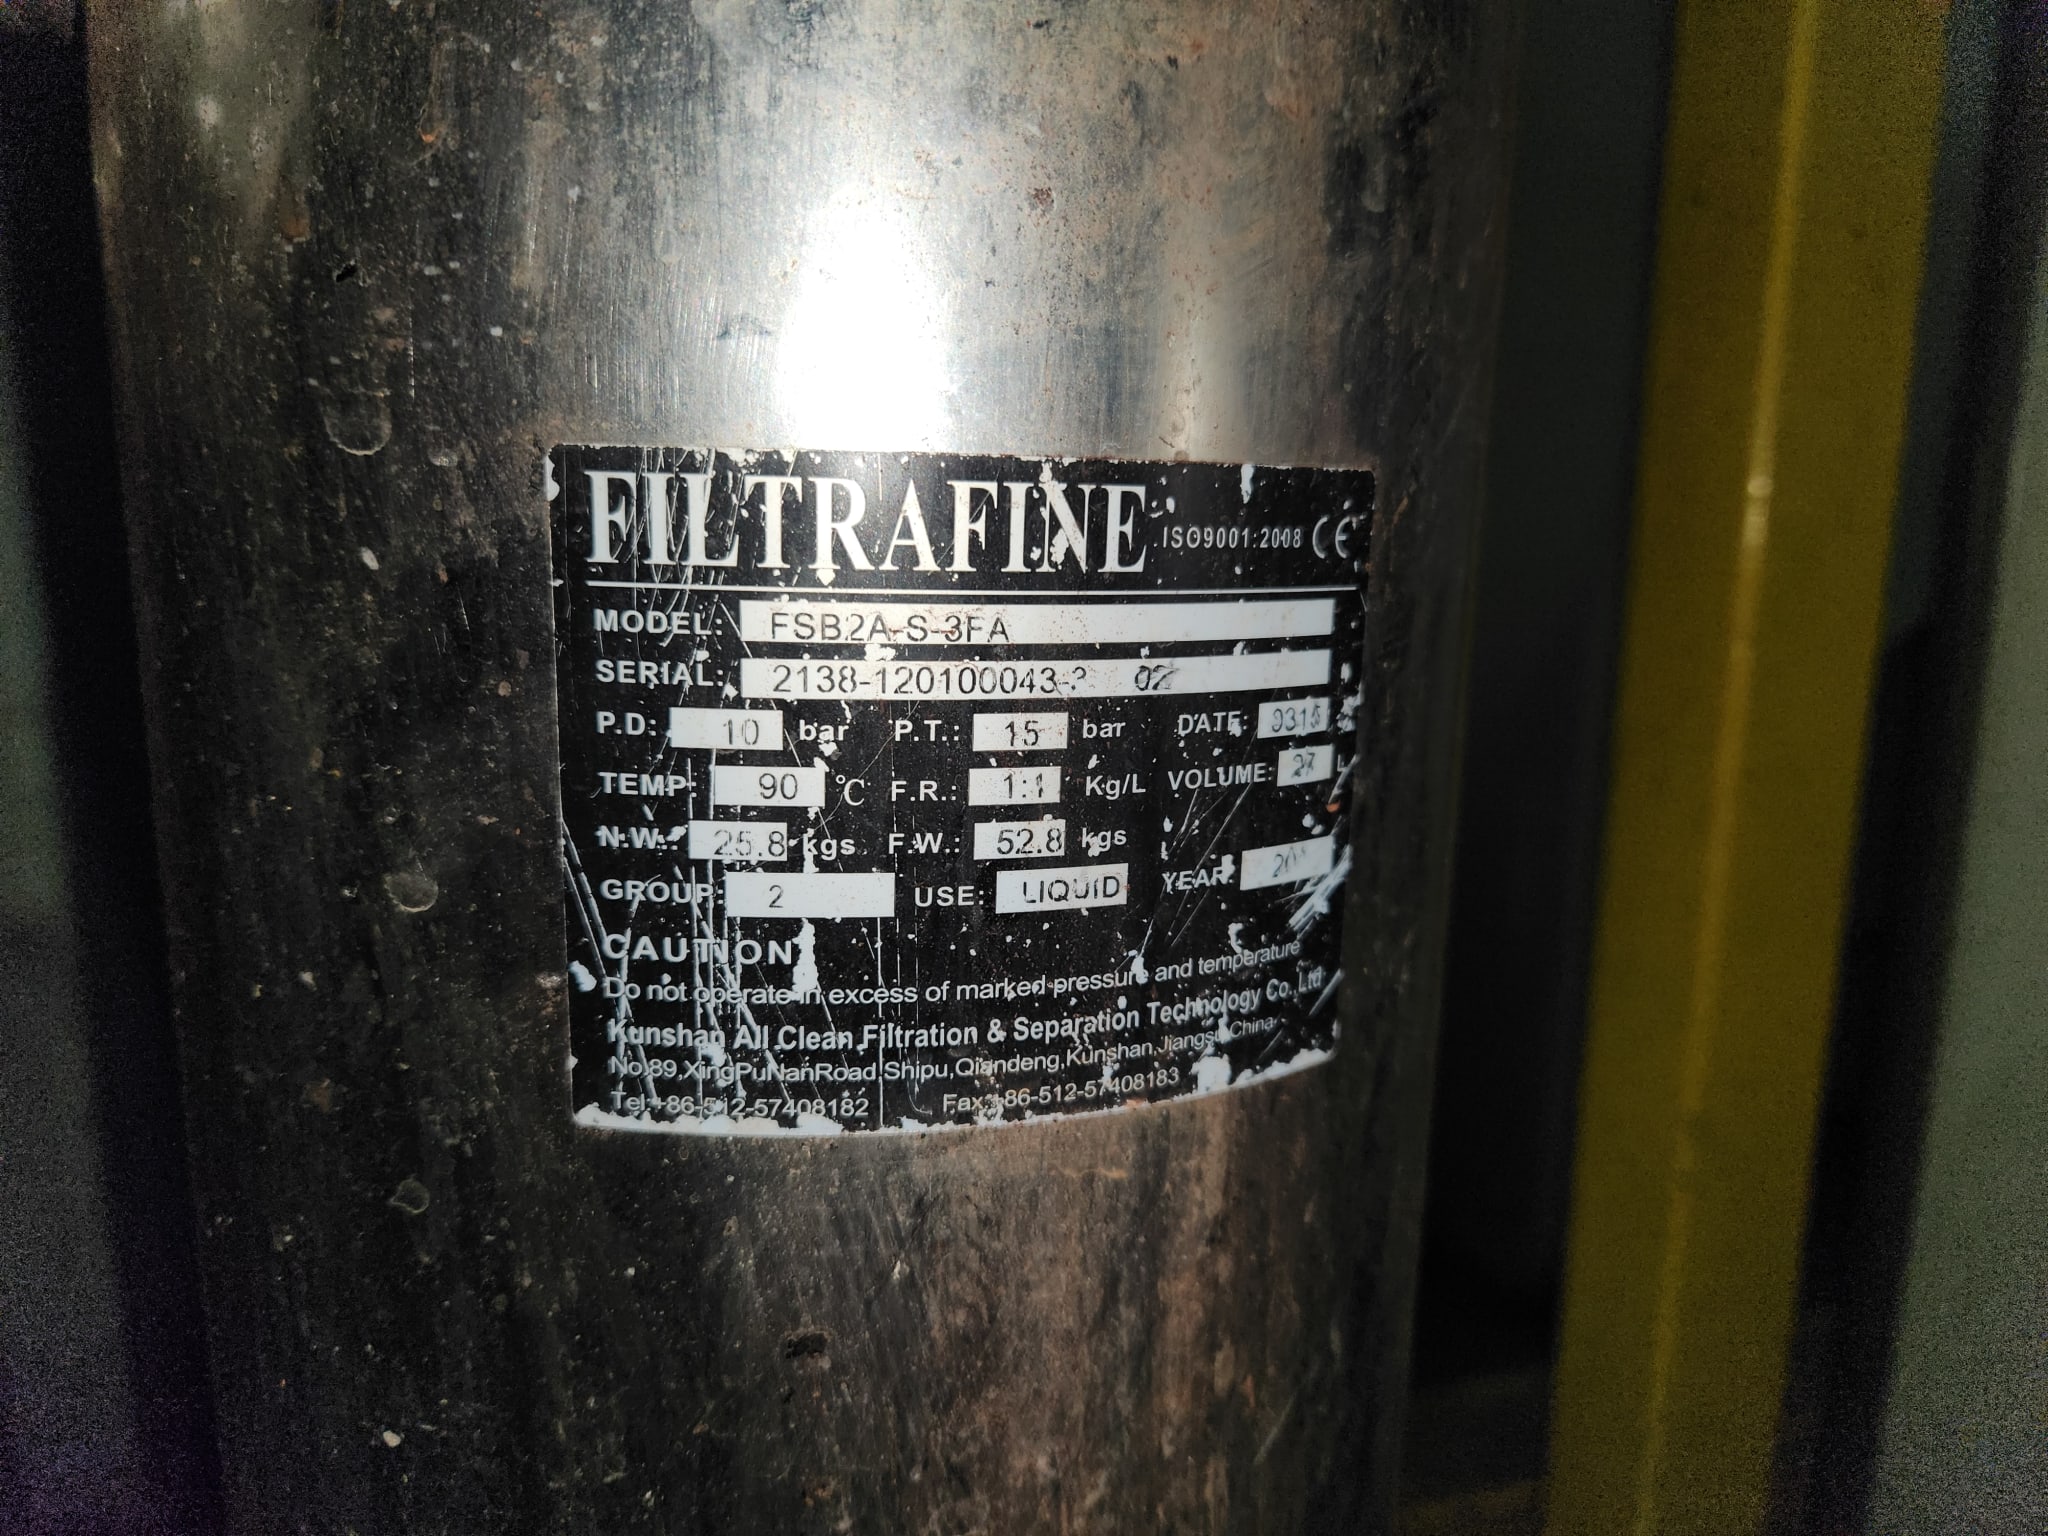 FILTRAFINE ISO9001:2008 CE
MODEL: FSB2A-S-3FA
SERIAL: 2138-120100043-
P.D: 10 bar P.T.: 15 bar DATE:
TEMP: 90 °C F.R.: 1:1 Kg/L VOLUME: 27 L
N.W.: 25.8 kgs F.W.: 52.8 kgs
GROUP: 2 USE: LIQUID YEAR:
CAUTION
Do not operate in excess of marked pressure and temperature
Kunshan All Clean Filtration & Separation Technology Co.,Ltd
No.89,XingPuNanRoad,Shipu,Qiandeng,Kunshan,Jiangsu,China
Tel:+86-512-57408182 Fax:+86-512-57408183